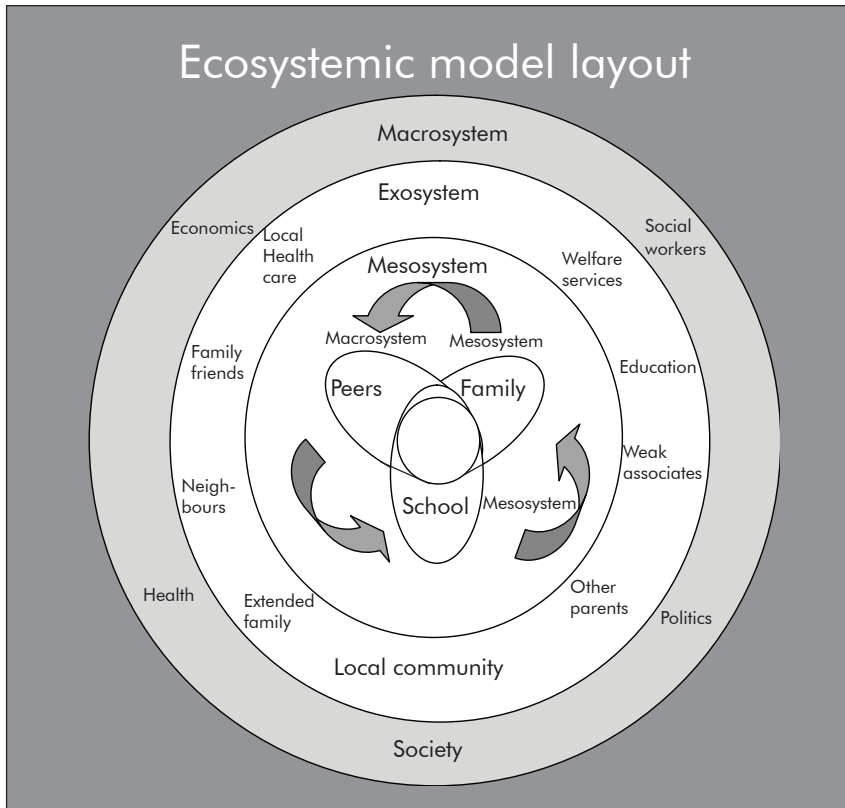 Ecosystemic model layout
Macrosystem
Exosystem
Economics
Local
Health
care
Social
workers
Welfare
services
Mesosystem
Macrosystem
Mesosystem
Family
friends
Education
Peers
Family
Weak
associates
Neigh-
bours
School
Mesosystem
Health
Extended
family
Other
parents
Politics
Local community
Society